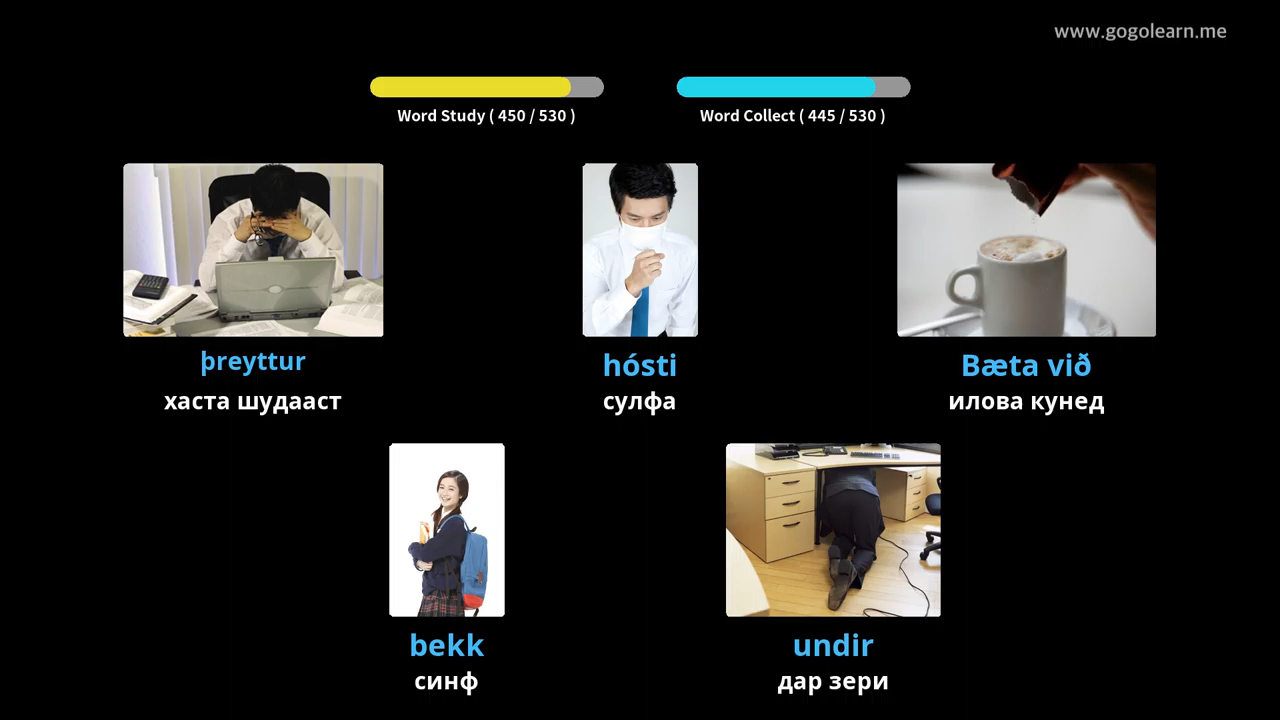 www.gogolearn.me
Word Study ( 450 / 530 )
Word Collect ( 445 / 530 )
þreyttur
хаста шудааст
hósti
сулфа
Bæta við
илова кунед
bekk
синф
undir
дар зери